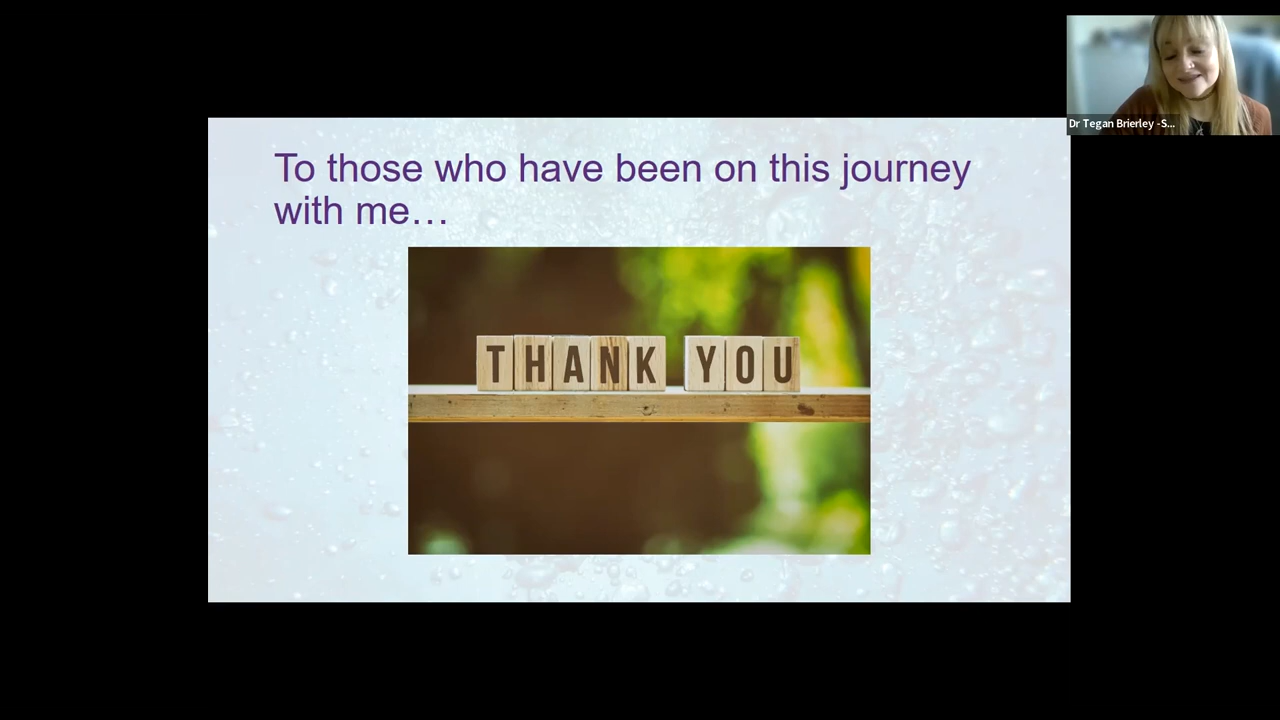 Dr Tegan Brierley -S...
To those who have been on this journey
with me…
THANK YOU